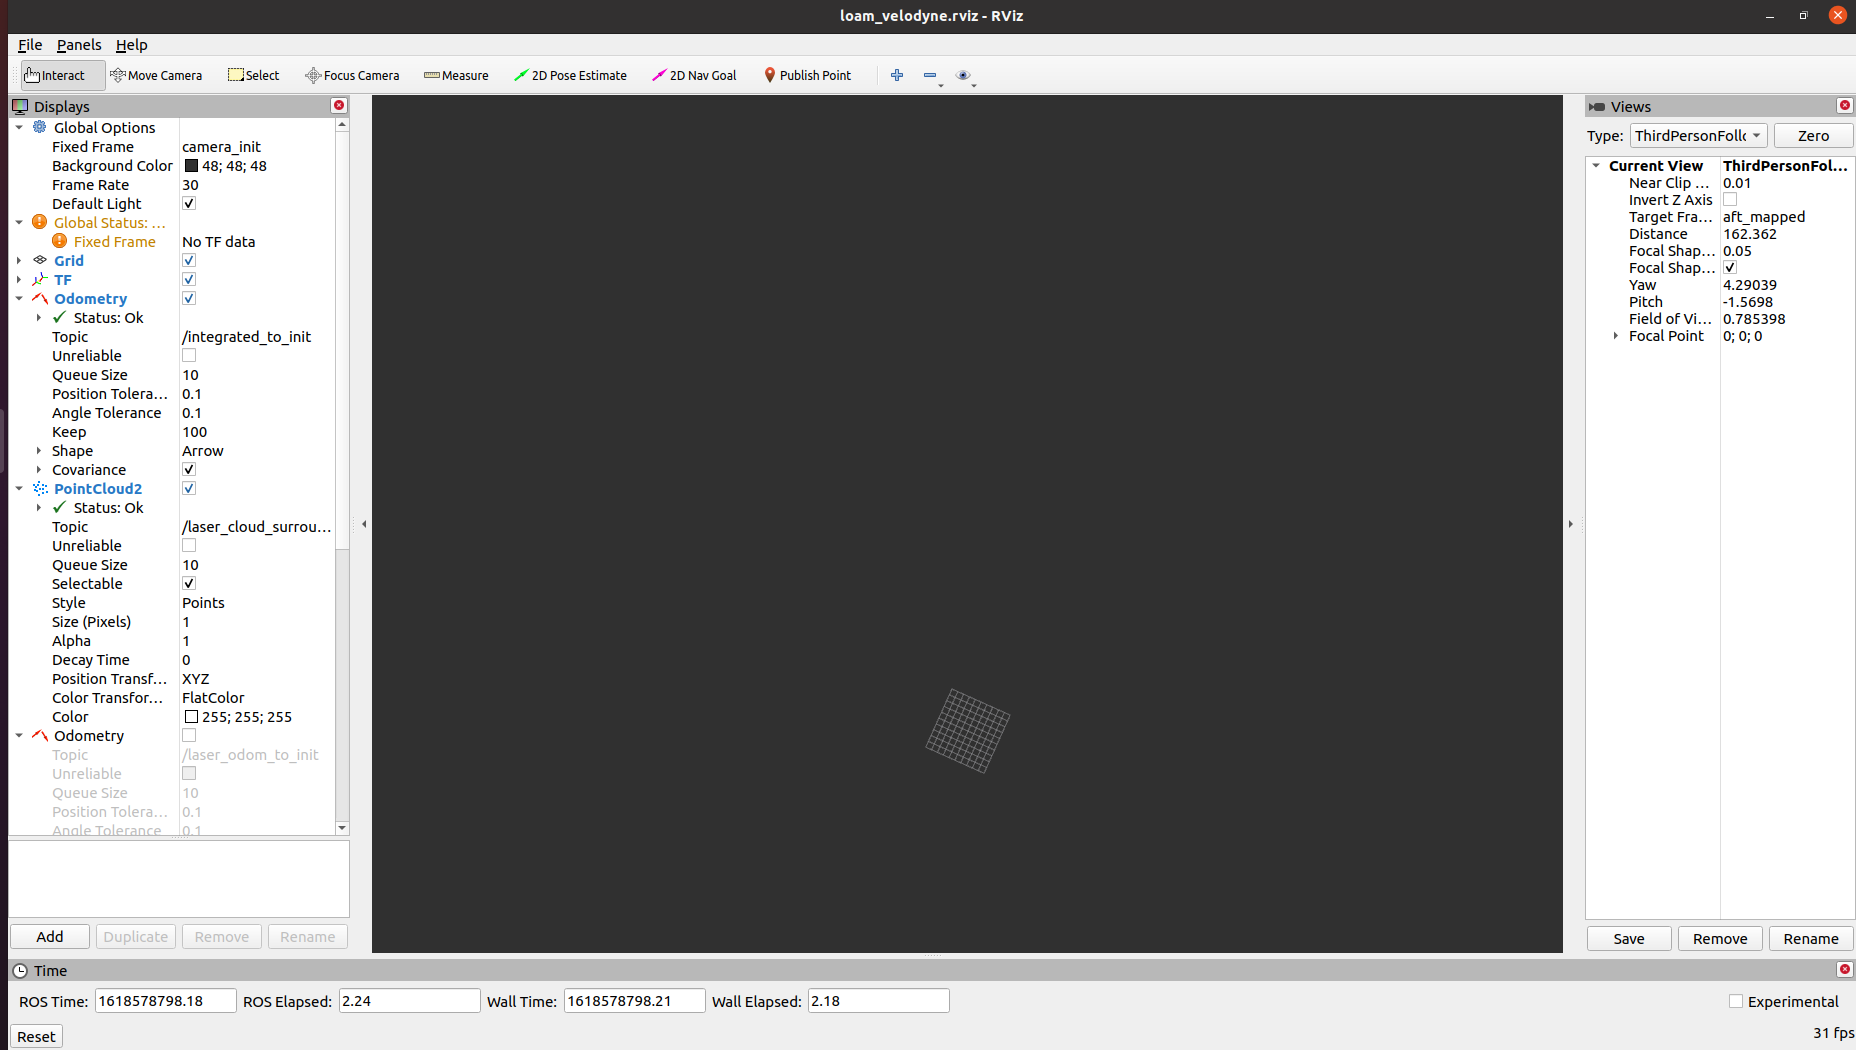 loam_velodyne.rviz - RViz
File Panels Help
Interact Move Camera Select Focus Camera Measure 2D Pose Estimate 2D Nav Goal Publish Point
Displays
Global Options
Fixed Frame camera_init
Background Color 48; 48; 48
Frame Rate 30
Default Light
Global Status: ...
Fixed Frame No TF data
Grid
TF
Odometry
Status: Ok
Topic /integrated_to_init
Unreliable
Queue Size 10
Position Tolera... 0.1
Angle Tolerance 0.1
Keep 100
Shape Arrow
Covariance
PointCloud2
Status: Ok
Topic /laser_cloud_surrou...
Unreliable
Queue Size 10
Selectable
Style Points
Size (Pixels) 1
Alpha 1
Decay Time 0
Position Transf... XYZ
Color Transfor... FlatColor
Color 255; 255; 255
Odometry
Topic /laser_odom_to_init
Unreliable
Queue Size 10
Position Tolera... 0.1
Angle Tolerance 0.1
Add Duplicate Remove Rename
Views
Type: ThirdPersonFoll Zero
Current View ThirdPersonFol...
Near Clip ... 0.01
Invert Z Axis
Target Fra... aft_mapped
Distance 162.362
Focal Shap... 0.05
Focal Shap...
Yaw 4.29039
Pitch -1.5698
Field of Vi... 0.785398
Focal Point 0; 0; 0
Save Remove Rename
Time
ROS Time: 1618578798.18 ROS Elapsed: 2.24 Wall Time: 1618578798.21 Wall Elapsed: 2.18 Experimental
Reset 31 fps